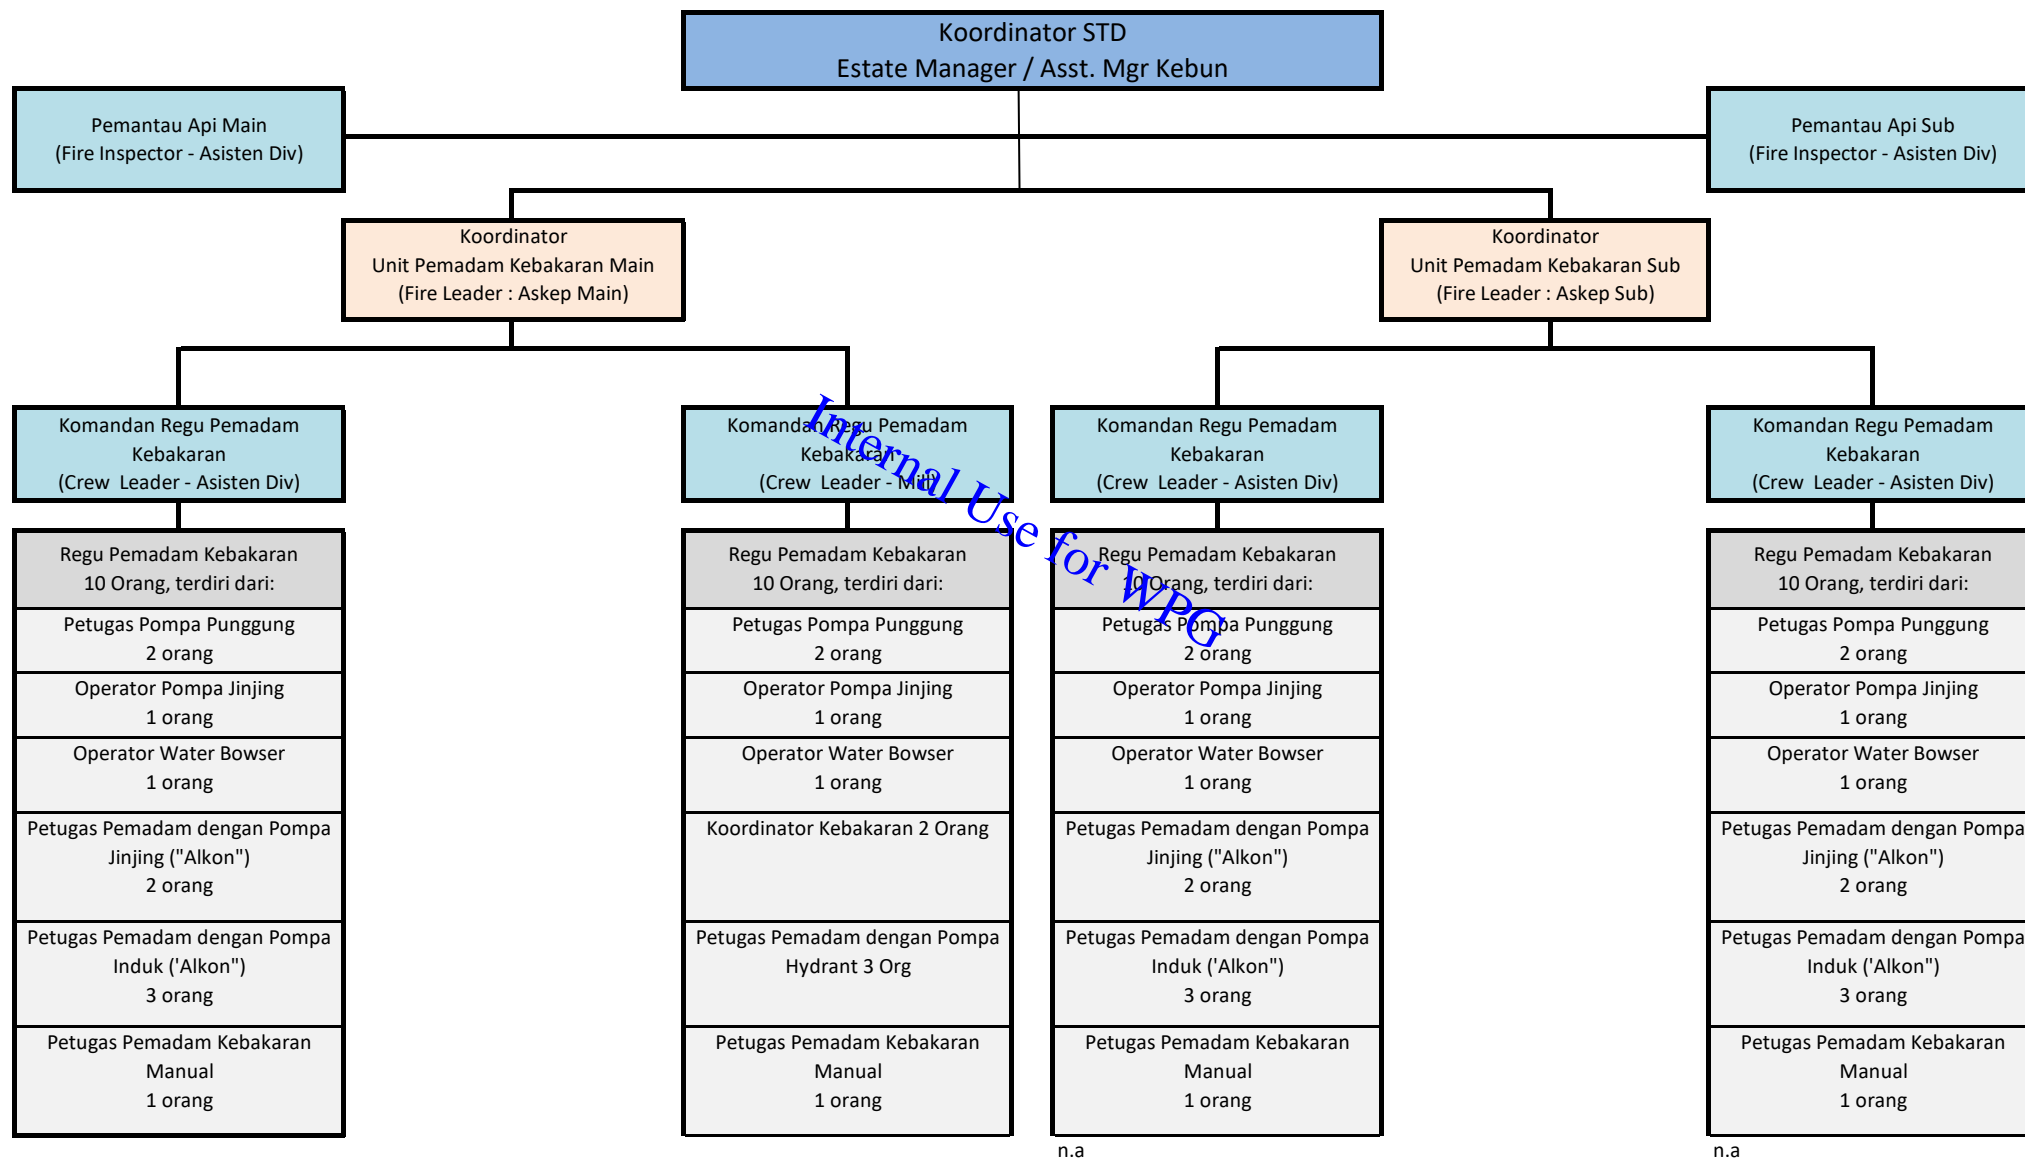 Koordinator STD
Estate Manager / Asst. Mgr Kebun
Pemantau Api Main
(Fire Inspector - Asisten Div)
Pemantau Api Sub
(Fire Inspector - Asisten Div)
Koordinator
Unit Pemadam Kebakaran Main
(Fire Leader : Askep Main)
Koordinator
Unit Pemadam Kebakaran Sub
(Fire Leader : Askep Sub)
Komandan Regu Pemadam
Kebakaran
(Crew  Leader - Asisten Div)
Regu Pemadam Kebakaran
10 Orang, terdiri dari:
Petugas Pompa Punggung
2 orang
Operator Pompa Jinjing
1 orang
Operator Water Bowser
1 orang
Petugas Pemadam dengan Pompa
Jinjing ("Alkon")
2 orang
Petugas Pemadam dengan Pompa
Induk ('Alkon")
3 orang
Petugas Pemadam Kebakaran
Manual
1 orang
Komandan Regu Pemadam
Kebakaran
(Crew  Leader - Mill)
Regu Pemadam Kebakaran
10 Orang, terdiri dari:
Petugas Pompa Punggung
2 orang
Operator Pompa Jinjing
1 orang
Operator Water Bowser
1 orang
Koordinator Kebakaran 2 Orang
Petugas Pemadam dengan Pompa
Hydrant 3 Org
Petugas Pemadam Kebakaran
Manual
1 orang
Komandan Regu Pemadam
Kebakaran
(Crew  Leader - Asisten Div)
Regu Pemadam Kebakaran
10 Orang, terdiri dari:
Petugas Pompa Punggung
2 orang
Operator Pompa Jinjing
1 orang
Operator Water Bowser
1 orang
Petugas Pemadam dengan Pompa
Jinjing ("Alkon")
2 orang
Petugas Pemadam dengan Pompa
Induk ('Alkon")
3 orang
Petugas Pemadam Kebakaran
Manual
1 orang
n.a
Komandan Regu Pemadam
Kebakaran
(Crew  Leader - Asisten Div)
Regu Pemadam Kebakaran
10 Orang, terdiri dari:
Petugas Pompa Punggung
2 orang
Operator Pompa Jinjing
1 orang
Operator Water Bowser
1 orang
Petugas Pemadam dengan Pompa
Jinjing ("Alkon")
2 orang
Petugas Pemadam dengan Pompa
Induk ('Alkon")
3 orang
Petugas Pemadam Kebakaran
Manual
1 orang
n.a
Internal Use for WPG